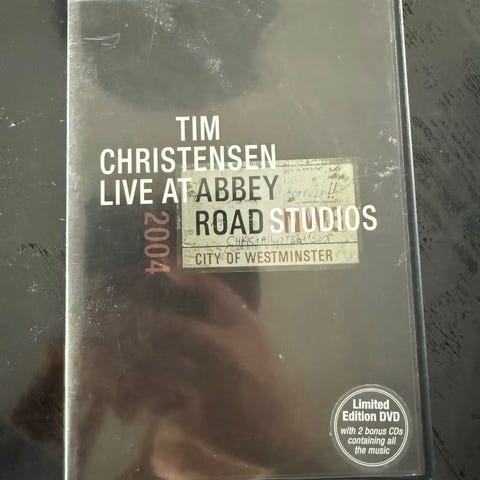 TIM
CHRISTENSEN
LIVE AT ABBEY
ROAD STUDIOS
2004
CITY OF WESTMINSTER
Limited
Edition DVD
with 2 bonus CDs
containing all
the music